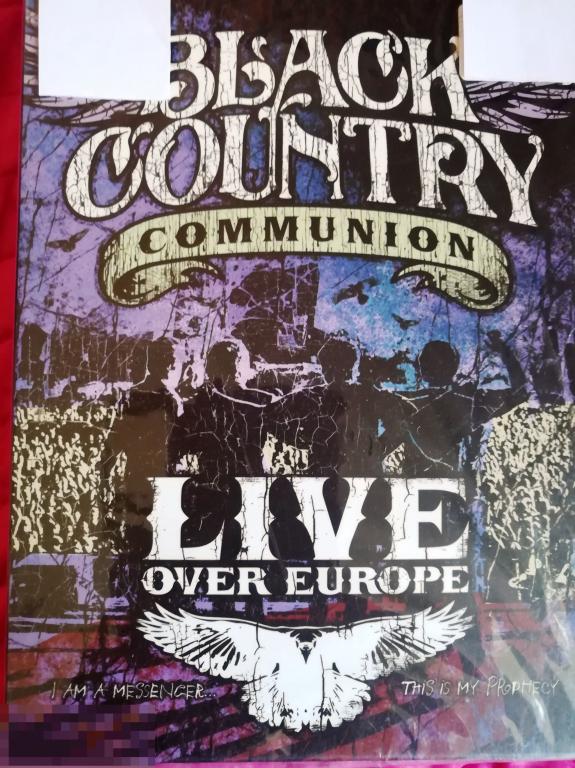 BLACK
COUNTRY
COMMUNION
LIVE
OVER EUROPE
I AM A MESSENGER...
THIS IS MY PROPHECY